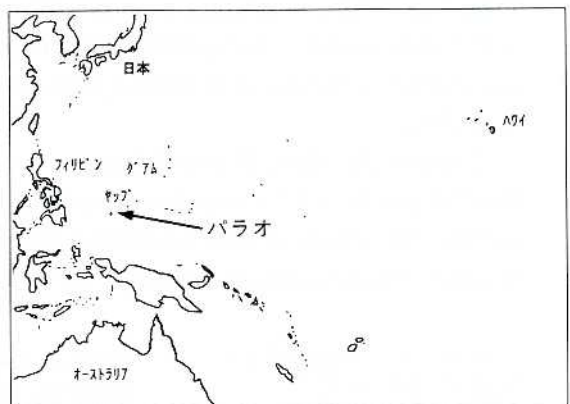 日本
ハワイ
フィリピン
グアム
ヤップ
パラオ
オーストラリア